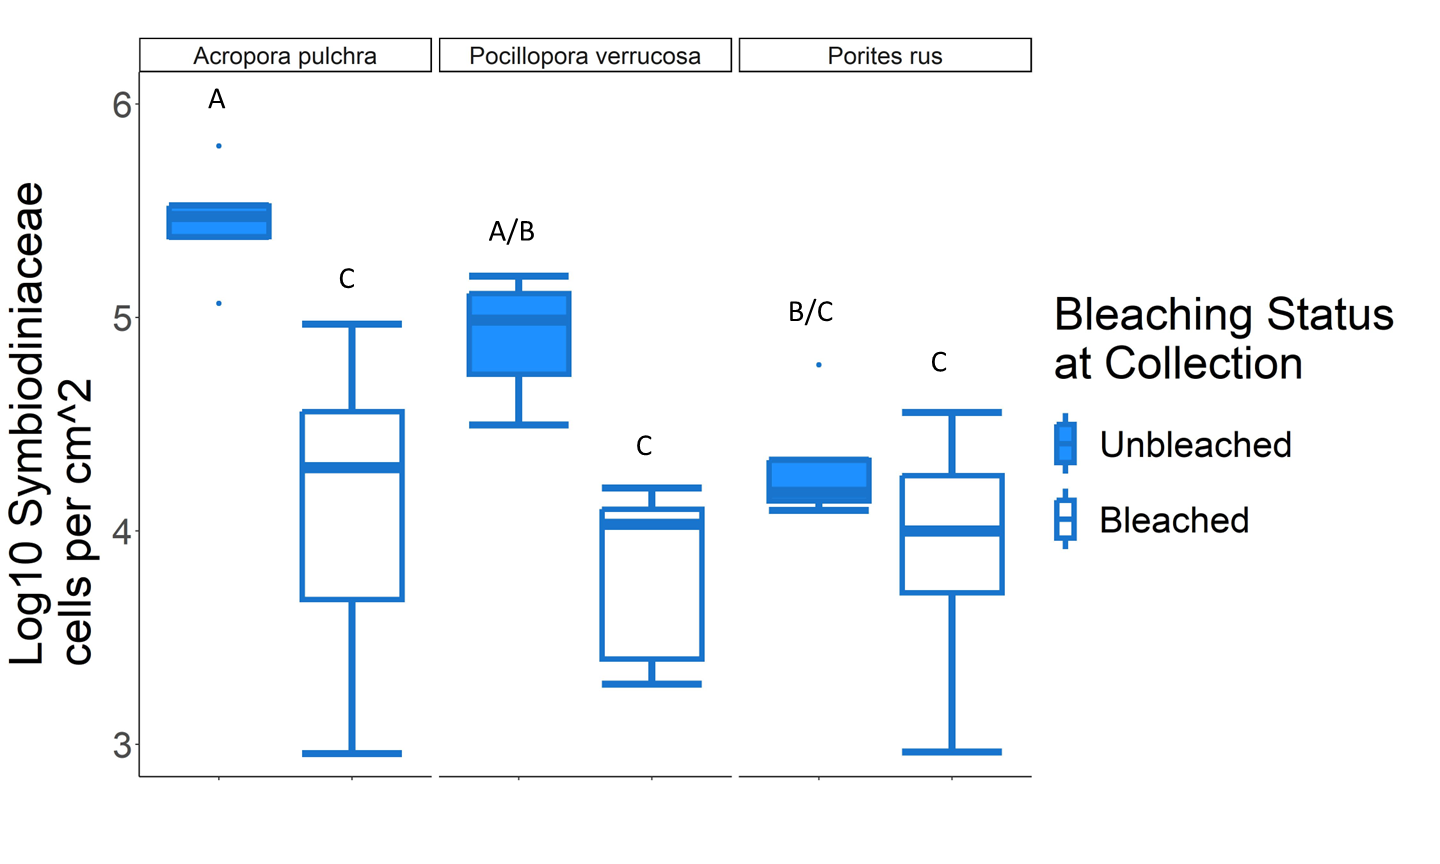 Acropora pulchra
Pocillopora verrucosa
Porites rus
Log10 Symbiodiniaceae
cells per cm^2
6
5
4
3
A
C
A/B
C
B/C
C
Bleaching Status
at Collection
Unbleached
Bleached